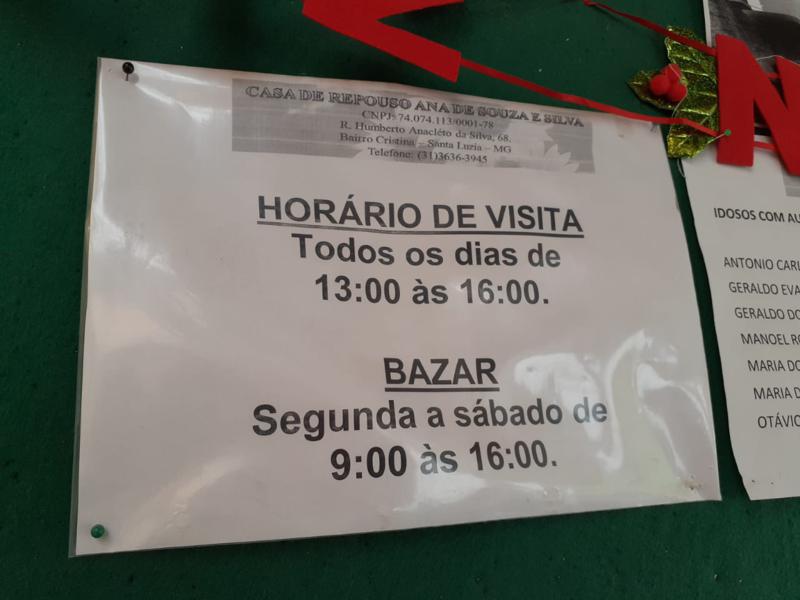 CASA DE REPOUSO ANA DE SOUZA E SILVA
CNPJ: 74.074.113/0001-78
R. Humberto Anacléto da Silva, 68.
Bairro Cristina – Santa Luzia – MG
Telefone: (31)3636-3945
HORÁRIO DE VISITA
Todos os dias de
13:00 às 16:00.
BAZAR
Segunda a sábado de
9:00 às 16:00.
N
IDOSOS COM AU
ANTONIO CARL
GERALDO EVA
GERALDO DO
MANOEL RO
MARIA DO
MARIA D
OTÁVIO